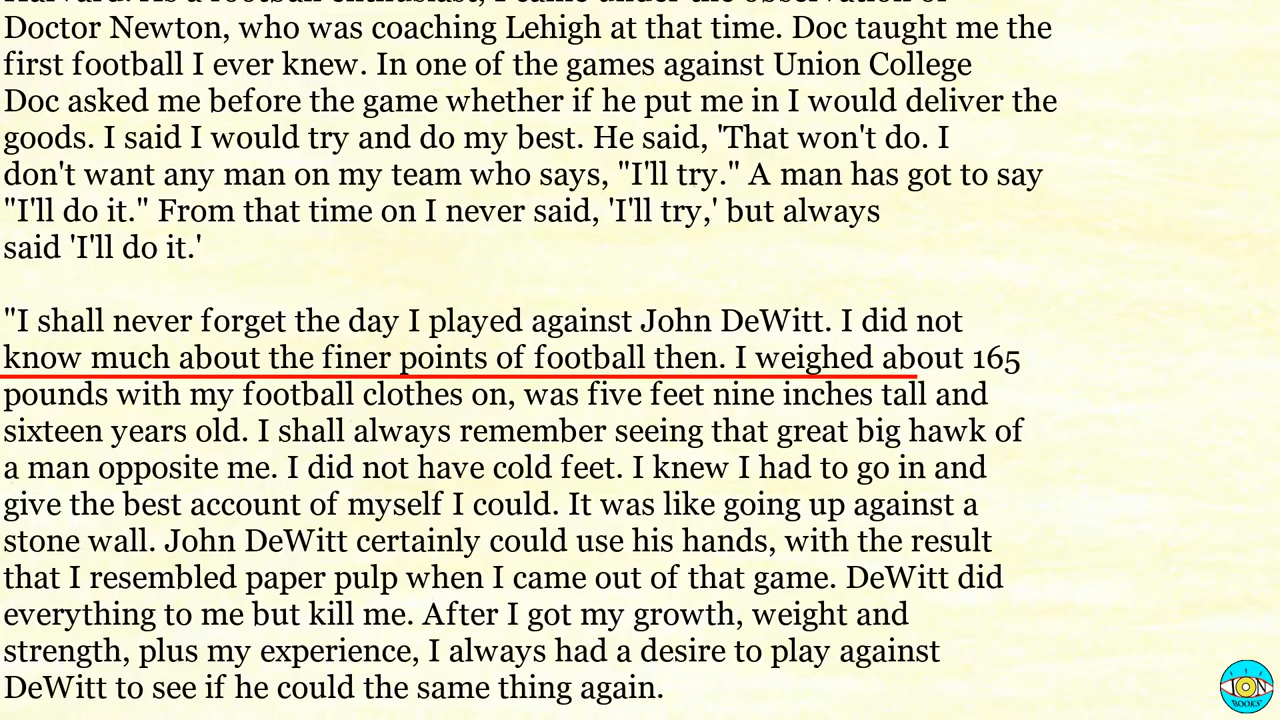 Harvard. As a football enthusiast, I came under the observation of
Doctor Newton, who was coaching Lehigh at that time. Doc taught me the
first football I ever knew. In one of the games against Union College
Doc asked me before the game whether if he put me in I would deliver the
goods. I said I would try and do my best. He said, 'That won't do. I
don't want any man on my team who says, "I'll try." A man has got to say
"I'll do it." From that time on I never said, 'I'll try,' but always
said 'I'll do it.'
"I shall never forget the day I played against John DeWitt. I did not
know much about the finer points of football then. I weighed about 165
pounds with my football clothes on, was five feet nine inches tall and
sixteen years old. I shall always remember seeing that great big hawk of
a man opposite me. I did not have cold feet. I knew I had to go in and
give the best account of myself I could. It was like going up against a
stone wall. John DeWitt certainly could use his hands, with the result
that I resembled paper pulp when I came out of that game. DeWitt did
everything to me but kill me. After I got my growth, weight and
strength, plus my experience, I always had a desire to play against
DeWitt to see if he could the same thing again.
ION
BOOKS